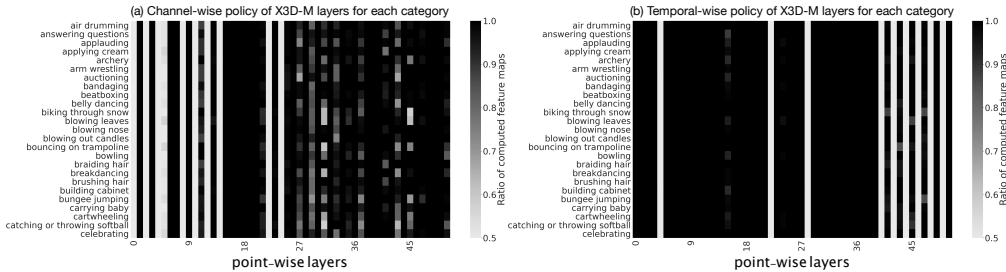 (a) Channel-wise policy of X3D-M layers for each category
air drumming
answering questions
applauding
applying cream
archery
arm wrestling
auctioning
bandaging
beatboxing
belly dancing
biking through snow
blowing leaves
blowing nose
blowing out candles
bouncing on trampoline
bowling
braiding hair
breakdancing
brushing hair
building cabinet
bungee jumping
carrying baby
cartwheeling
catching or throwing softball
celebrating
0 9 18 27 36 45
point-wise layers
1.0
0.9
0.8
0.7
0.6
0.5
Ratio of computed feature maps
(b) Temporal-wise policy of X3D-M layers for each category
air drumming
answering questions
applauding
applying cream
archery
arm wrestling
auctioning
bandaging
beatboxing
belly dancing
biking through snow
blowing leaves
blowing nose
blowing out candles
bouncing on trampoline
bowling
braiding hair
breakdancing
brushing hair
building cabinet
bungee jumping
carrying baby
cartwheeling
catching or throwing softball
celebrating
0 9 18 27 36 45
point-wise layers
1.0
0.9
0.8
0.7
0.6
0.5
Ratio of computed feature maps